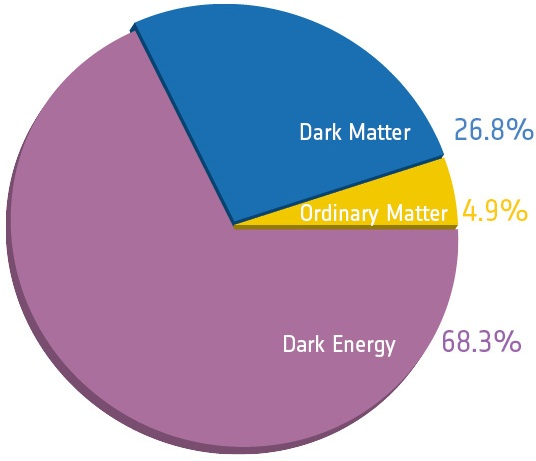 Dark Matter 26.8%
Ordinary Matter 4.9%
Dark Energy 68.3%